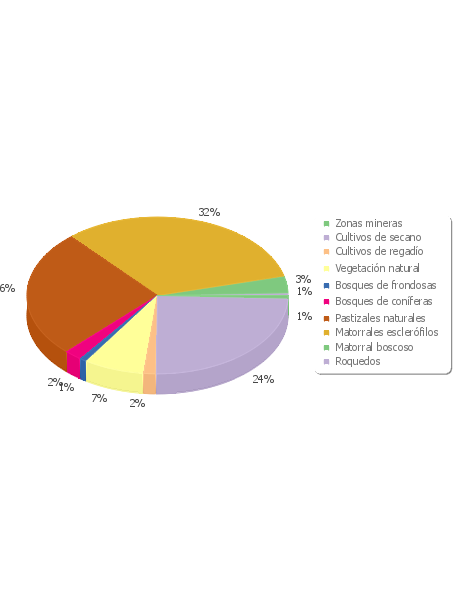 32%
3%
1%
1%
24%
2%
7%
1%
2%
6%
Zonas mineras
Cultivos de secano
Cultivos de regadío
Vegetación natural
Bosques de frondosas
Bosques de coníferas
Pastizales naturales
Matorrales esclerófilos
Matorral boscoso
Roquedos